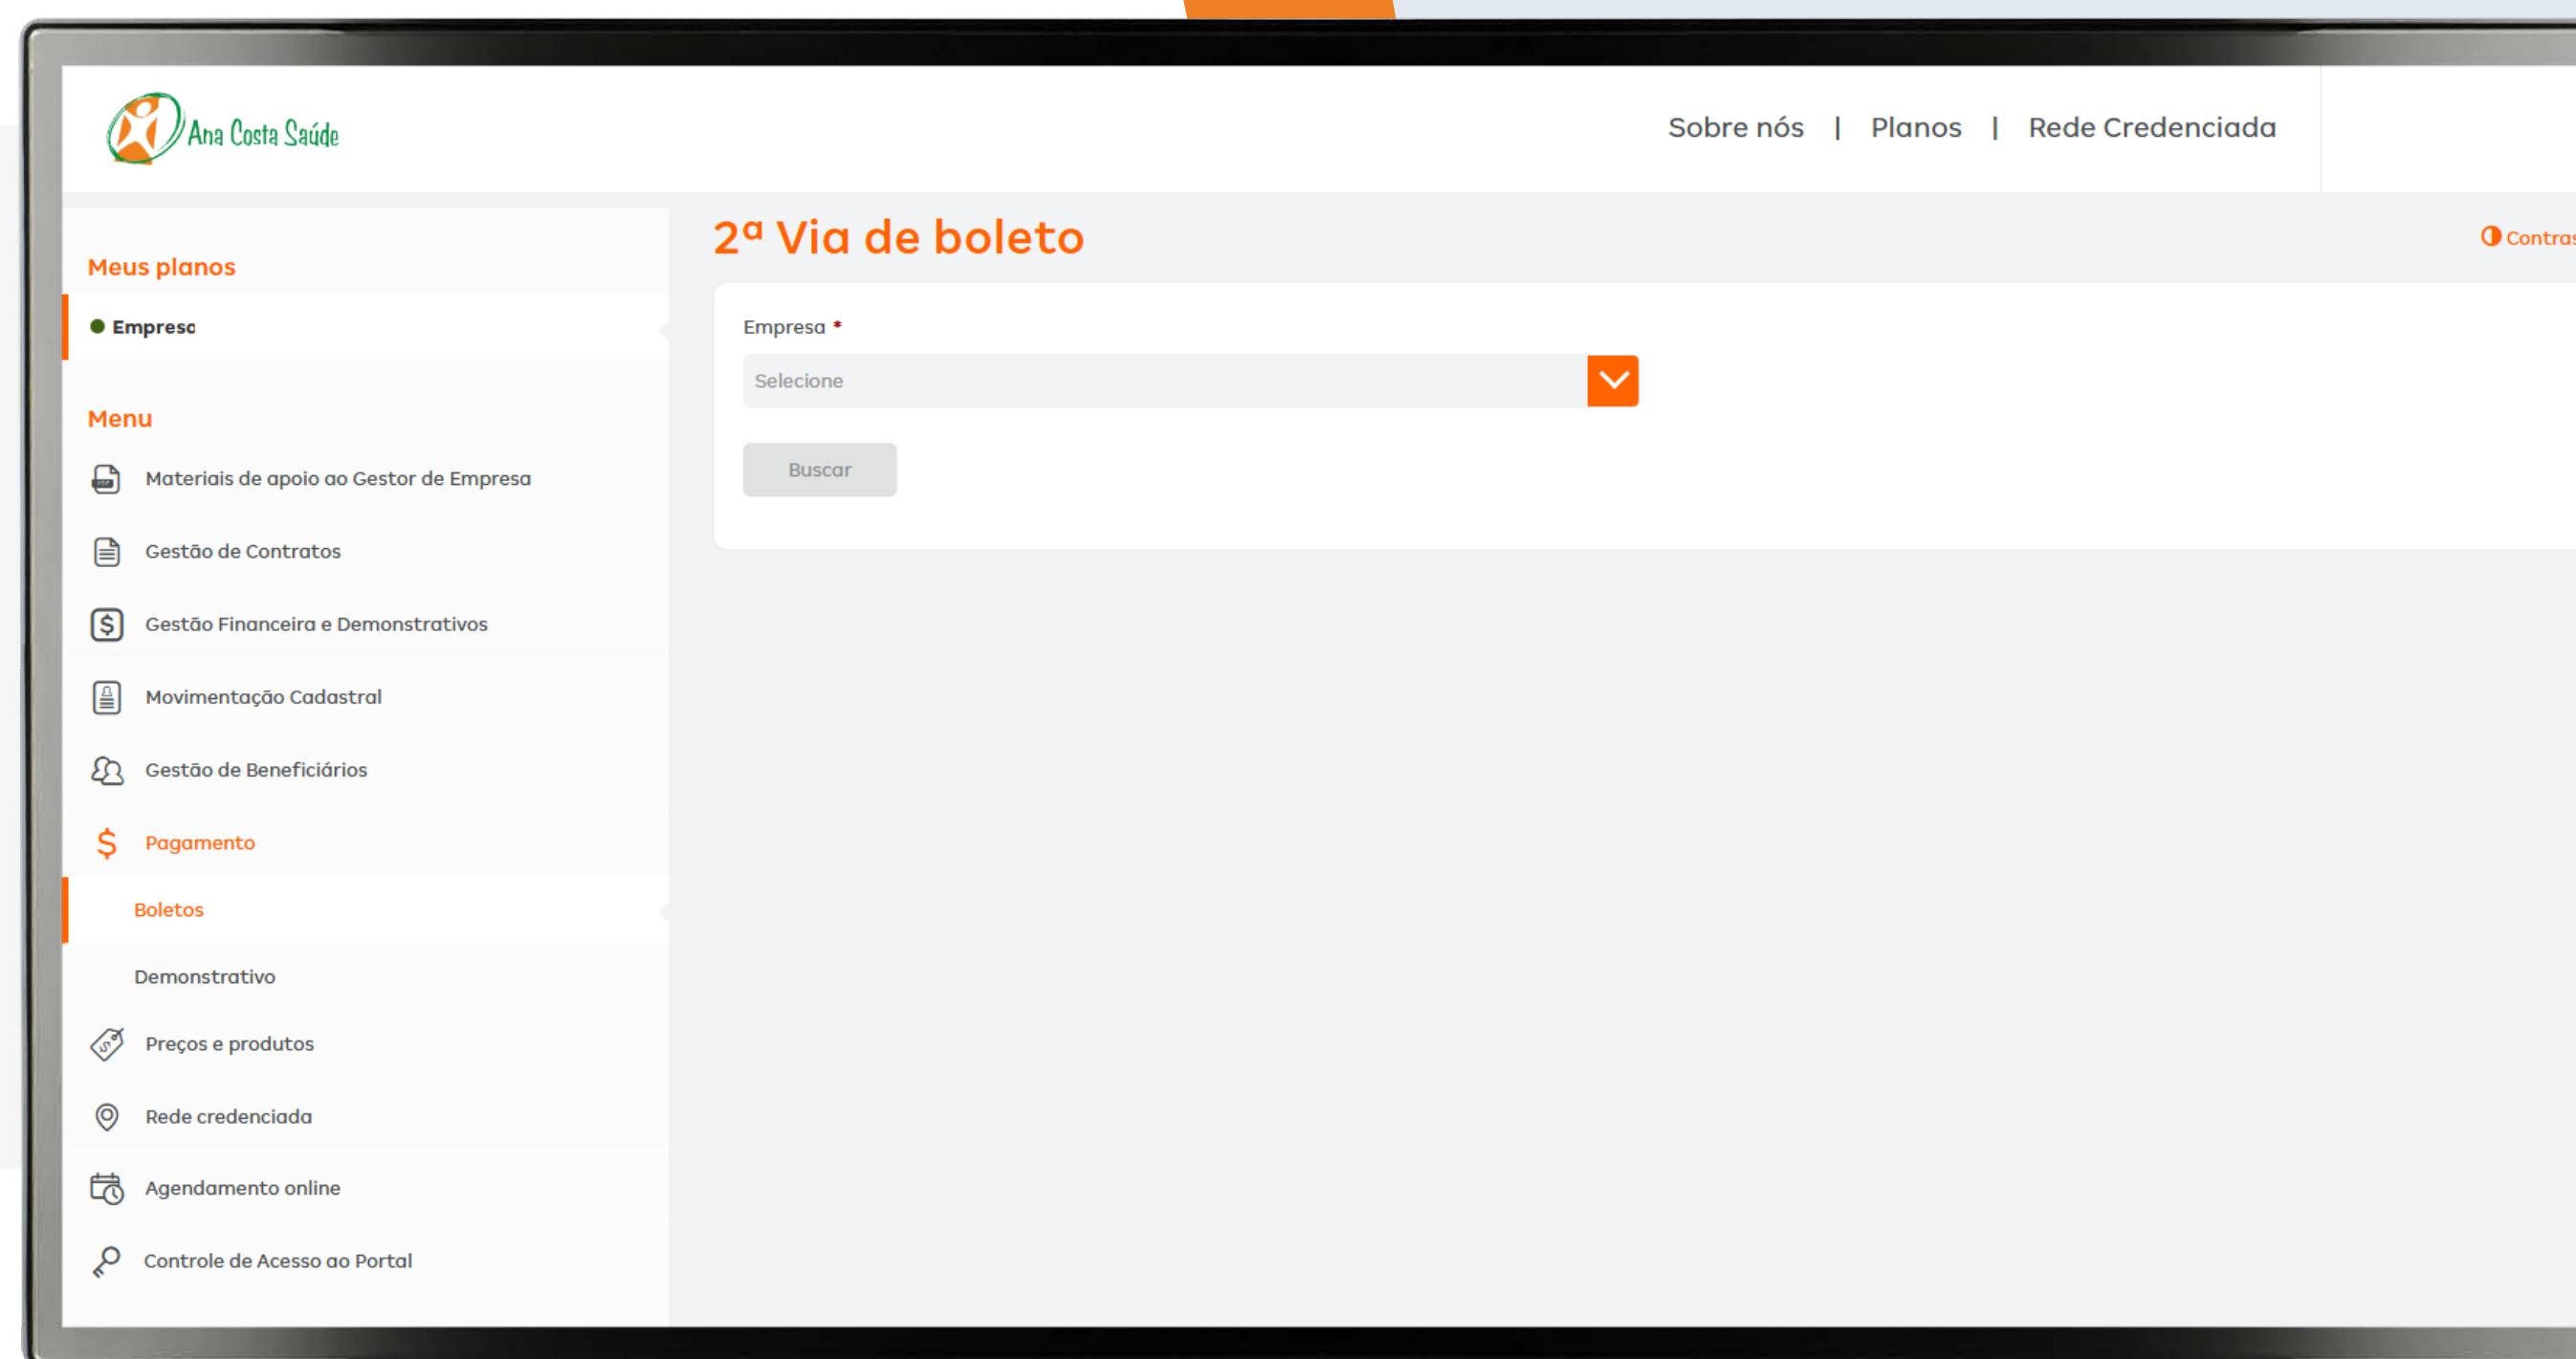 Ana Costa Saúde
Sobre nós | Planos | Rede Credenciada
2ª Via de boleto
Meus planos
Empresa
Empresa *
Selecione
Buscar
Menu
PDF
Materiais de apoio ao Gestor de Empresa
Gestão de Contratos
Gestão Financeira e Demonstrativos
Movimentação Cadastral
Gestão de Beneficiários
Pagamento
Boletos
Demonstrativo
Preços e produtos
Rede credenciada
Agendamento online
Controle de Acesso ao Portal